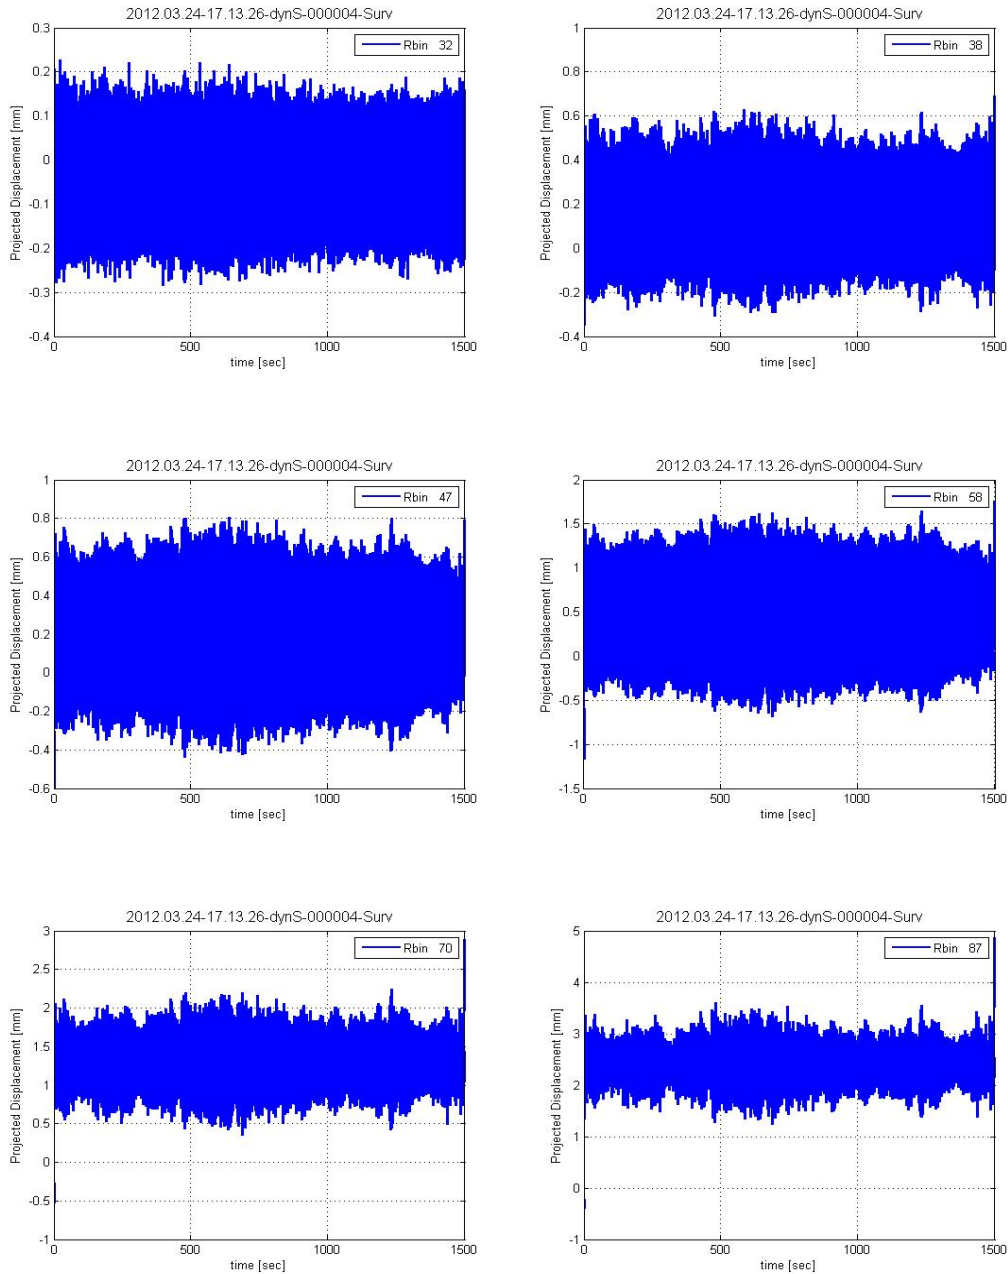 2012.03.24-17.13.26-dynS-000004-Surv
Rbin 32
Projected Displacement [mm]
0.3
0.2
0.1
0
-0.1
-0.2
-0.3
-0.4
0 500 1000 1500
time [sec]
2012.03.24-17.13.26-dynS-000004-Surv
Rbin 38
Projected Displacement [mm]
1
0.8
0.6
0.4
0.2
0
-0.2
-0.4
0 500 1000 1500
time [sec]
2012.03.24-17.13.26-dynS-000004-Surv
Rbin 47
Projected Displacement [mm]
1
0.8
0.6
0.4
0.2
0
-0.2
-0.4
-0.6
0 500 1000 1500
time [sec]
2012.03.24-17.13.26-dynS-000004-Surv
Rbin 58
Projected Displacement [mm]
2
1.5
1
0.5
0
-0.5
-1
-1.5
0 500 1000 1500
time [sec]
2012.03.24-17.13.26-dynS-000004-Surv
Rbin 70
Projected Displacement [mm]
3
2.5
2
1.5
1
0.5
0
-0.5
-1
0 500 1000 1500
time [sec]
2012.03.24-17.13.26-dynS-000004-Surv
Rbin 87
Projected Displacement [mm]
5
4
3
2
1
0
-1
0 500 1000 1500
time [sec]